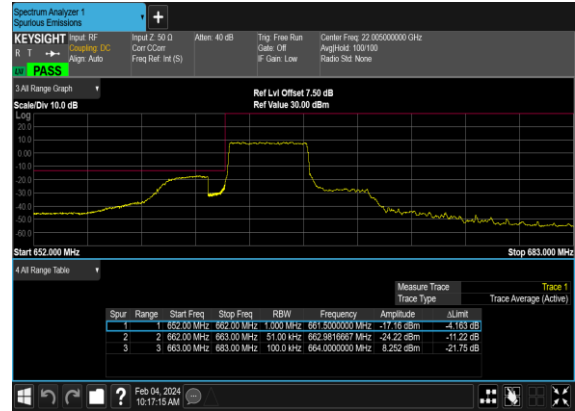 Spectrum Analyzer 1
Spurious Emissions
KEYSIGHT
R T
LXI PASS
Input: RF
Coupling: DC
Align: Auto
Input Z: 50 Ω
Corr CCorr
Freq Ref: Int (S)
Atten: 40 dB
Trig: Free Run
Gate: Off
IF Gain: Low
Center Freq: 22.005000000 GHz
Avg|Hold: 100/100
Radio Std: None
3 All Range Graph
Scale/Div 10.0 dB
Ref Lvl Offset 7.50 dB
Ref Value 30.00 dBm
Log
20.0
10.0
0.00
-10.0
-20.0
-30.0
-40.0
-50.0
-60.0
Start 652.000 MHz
Stop 683.000 MHz
4 All Range Table
Measure Trace Trace 1
Trace Type Trace Average (Active)
Spur Range Start Freq Stop Freq RBW Frequency Amplitude ΔLimit
1 1 652.00 MHz 662.00 MHz 1.000 MHz 661.5000000 MHz -17.16 dBm -4.163 dB
2 2 662.00 MHz 663.00 MHz 51.00 kHz 662.9816667 MHz -24.22 dBm -11.22 dB
3 3 663.00 MHz 683.00 MHz 100.0 kHz 664.0000000 MHz 8.252 dBm -21.75 dB
? Feb 04, 2024
10:17:15 AM